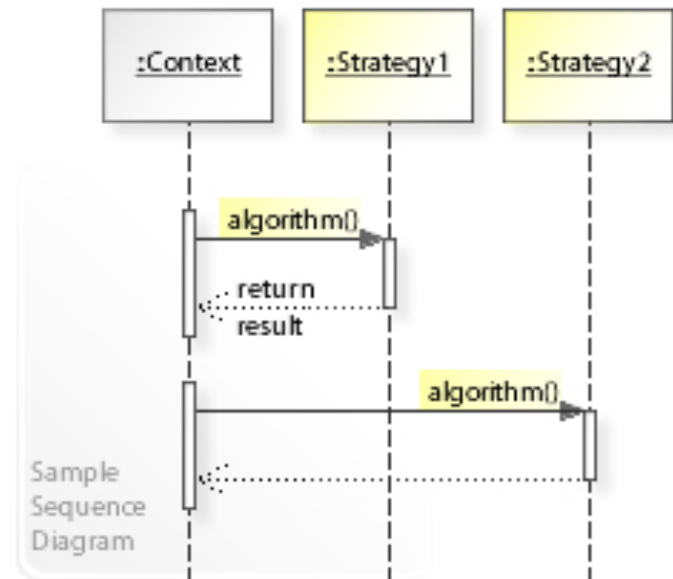 :Context
:Strategy1
:Strategy2
algorithm()
return
result
algorithm()
Sample
Sequence
Diagram